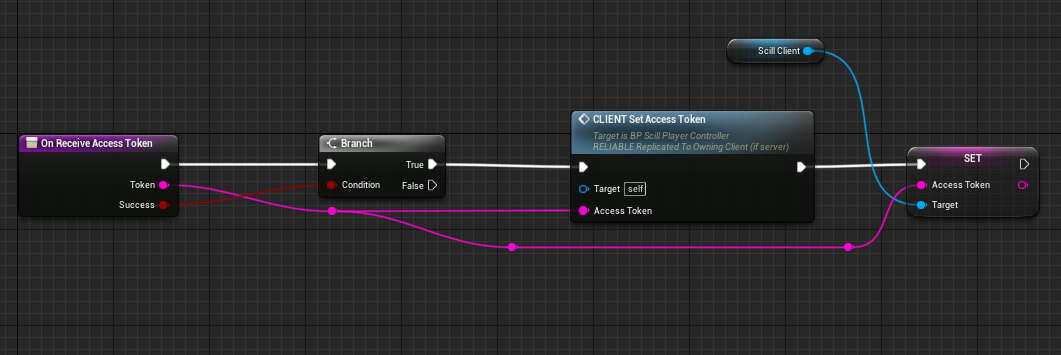 Scill Client
On Receive Access Token
Token
Success
Branch
True
Condition
False
CLIENT Set Access Token
Target is BP Scill Player Controller
RELIABLE Replicated To Owning Client (if server)
Target self
Access Token
SET
Access Token
Target